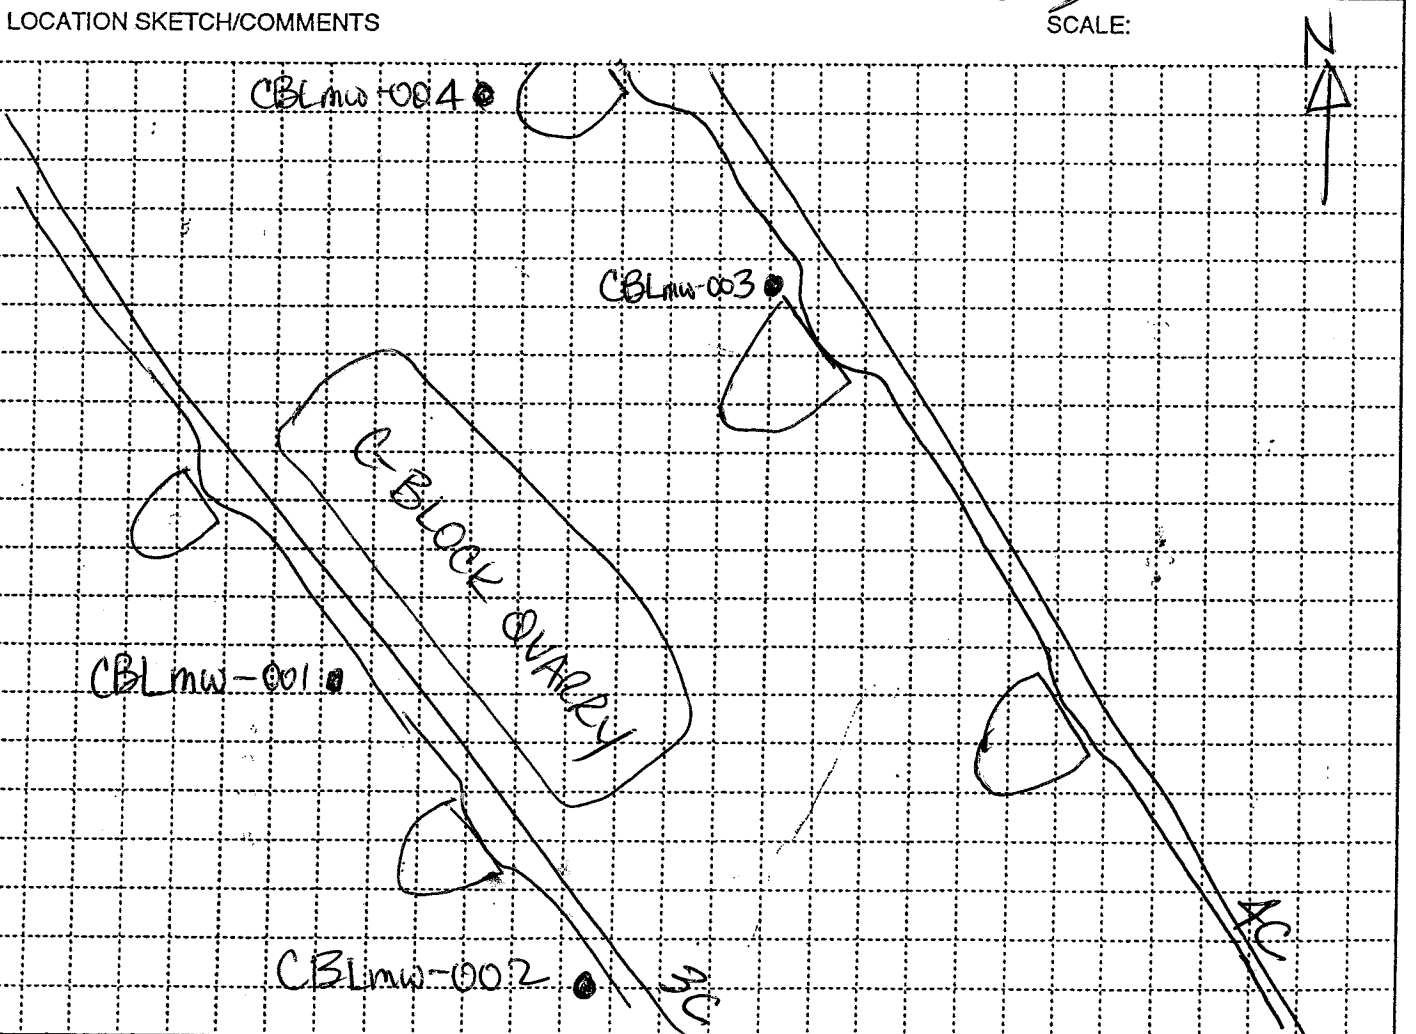 LOCATION SKETCH/COMMENTS
SCALE:
N
CBLmw-004
CBLmw-003
C-BLOCK QUARRY
CBLmw-001
CBLmw-002
3C
4C